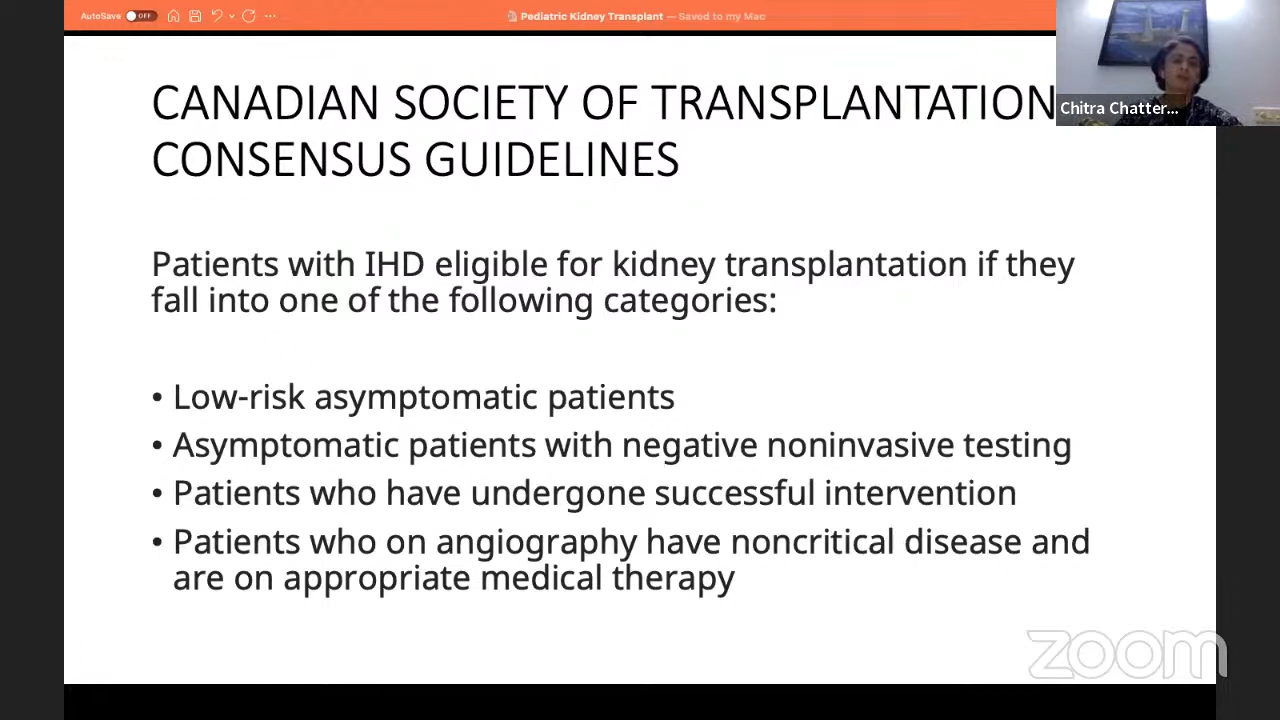 AutoSave OFF
Pediatric Kidney Transplant — Saved to my Mac
CANADIAN SOCIETY OF TRANSPLANTATION
CONSENSUS GUIDELINES
Chitra Chatter...
Patients with IHD eligible for kidney transplantation if they
fall into one of the following categories:
• Low-risk asymptomatic patients
• Asymptomatic patients with negative noninvasive testing
• Patients who have undergone successful intervention
• Patients who on angiography have noncritical disease and
are on appropriate medical therapy
zoom